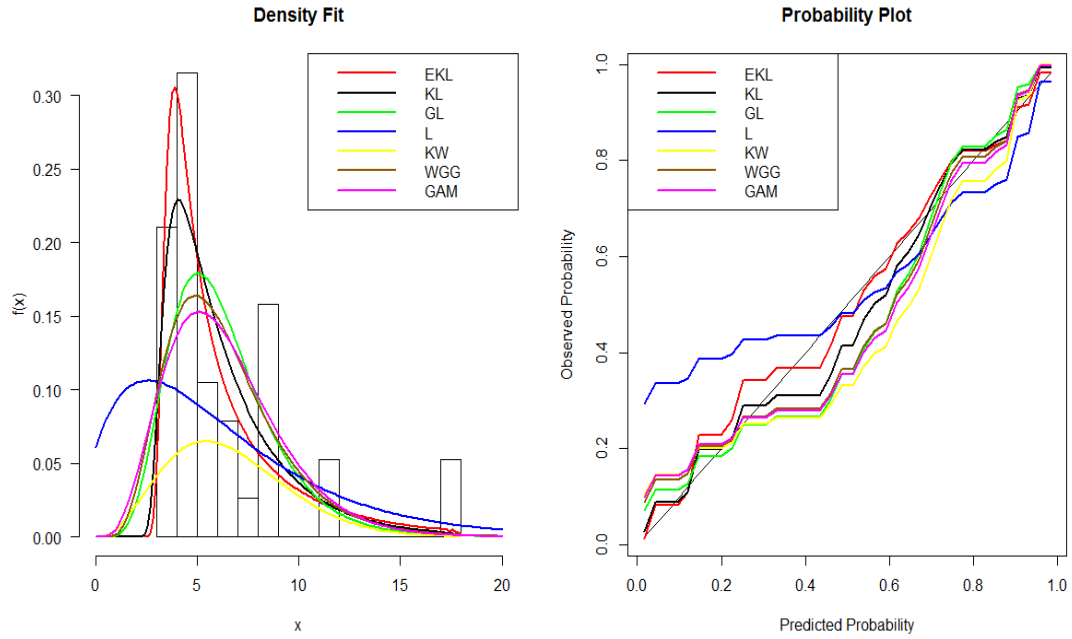 Density Fit
EKL
KL
GL
L
KW
WGG
GAM
f(x)
0.30
0.25
0.20
0.15
0.10
0.05
0.00
0
5
10
15
20
x
Probability Plot
EKL
KL
GL
L
KW
WGG
GAM
Observed Probability
1.0
0.8
0.6
0.4
0.2
0.0
0.0
0.2
0.4
0.6
0.8
1.0
Predicted Probability